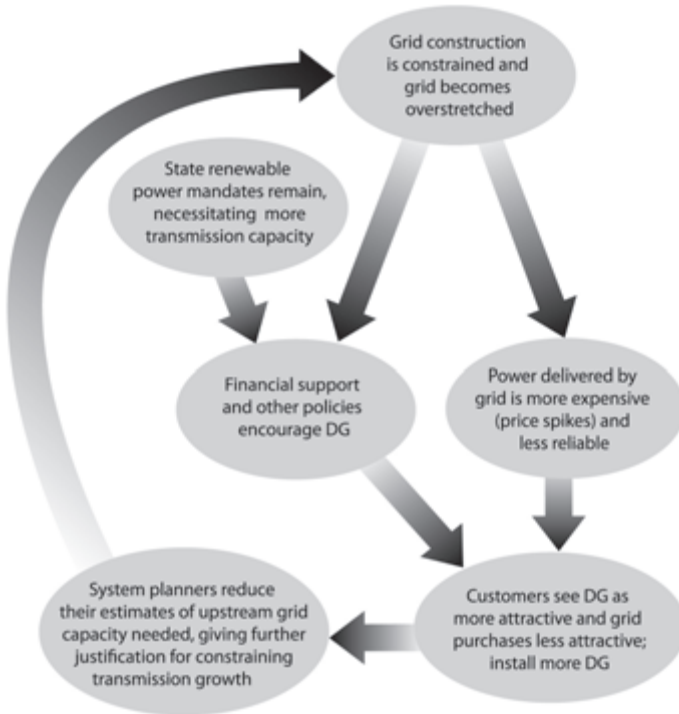 Grid construction
is constrained and
grid becomes
overstretched
State renewable
power mandates remain,
necessitating more
transmission capacity
Financial support
and other policies
encourage DG
Power delivered by
grid is more expensive
(price spikes) and
less reliable
System planners reduce
their estimates of upstream grid
capacity needed, giving further
justification for constraining
transmission growth
Customers see DG as
more attractive and grid
purchases less attractive;
install more DG